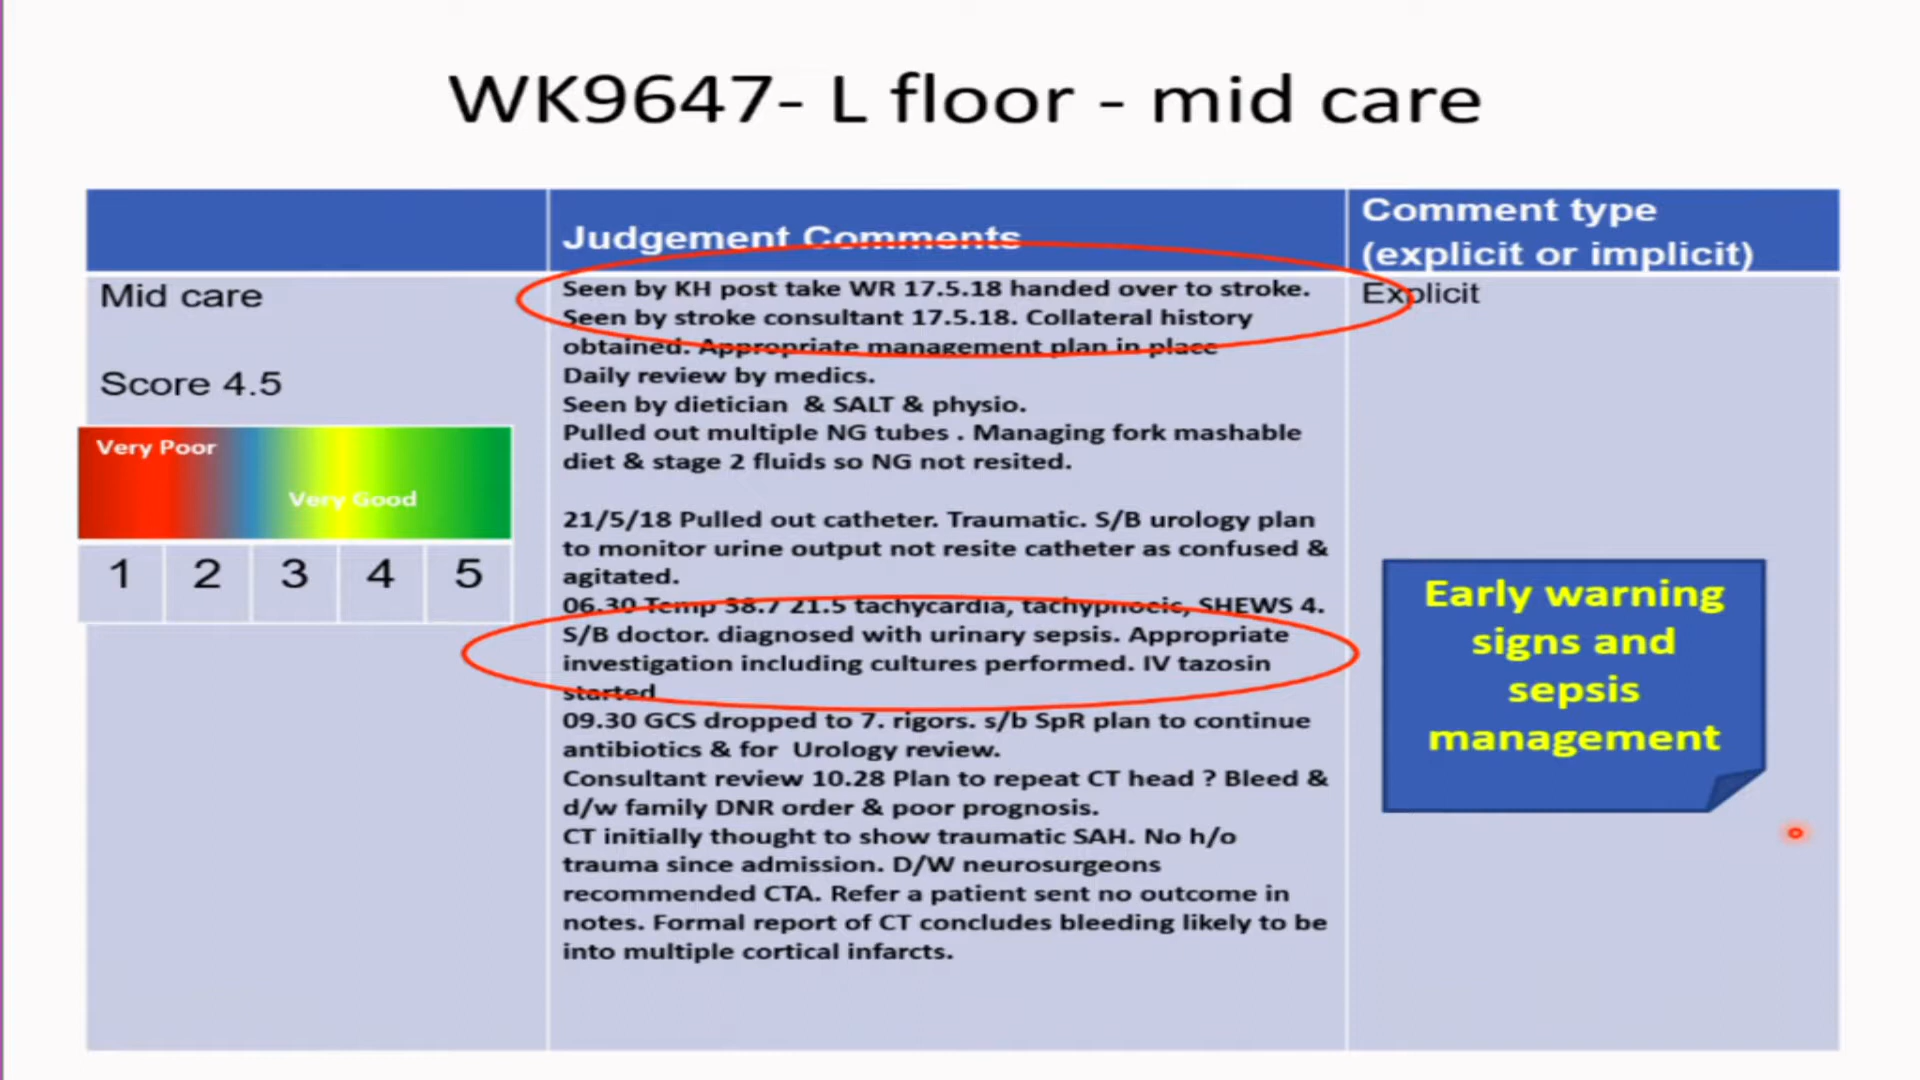 WK9647- L floor - mid care
Judgement Comments
Comment type
(explicit or implicit)
Mid care
Score 4.5
Very Poor
Very Good
1 2 3 4 5
Seen by KH post take WR 17.5.18 handed over to stroke.
Seen by stroke consultant 17.5.18. Collateral history
obtained. Appropriate management plan in place
Daily review by medics.
Seen by dietician & SALT & physio.
Pulled out multiple NG tubes . Managing fork mashable
diet & stage 2 fluids so NG not resited.
21/5/18 Pulled out catheter. Traumatic. S/B urology plan
to monitor urine output not resite catheter as confused &
agitated.
06.30 Temp 38.7 21.5 tachycardia, tachypnoeic, SHEWS 4.
S/B doctor. diagnosed with urinary sepsis. Appropriate
investigation including cultures performed. IV tazosin
started
09.30 GCS dropped to 7. rigors. s/b SpR plan to continue
antibiotics & for Urology review.
Consultant review 10.28 Plan to repeat CT head ? Bleed &
d/w family DNR order & poor prognosis.
CT initially thought to show traumatic SAH. No h/o
trauma since admission. D/W neurosurgeons
recommended CTA. Refer a patient sent no outcome in
notes. Formal report of CT concludes bleeding likely to be
into multiple cortical infarcts.
Explicit
Early warning
signs and
sepsis
management